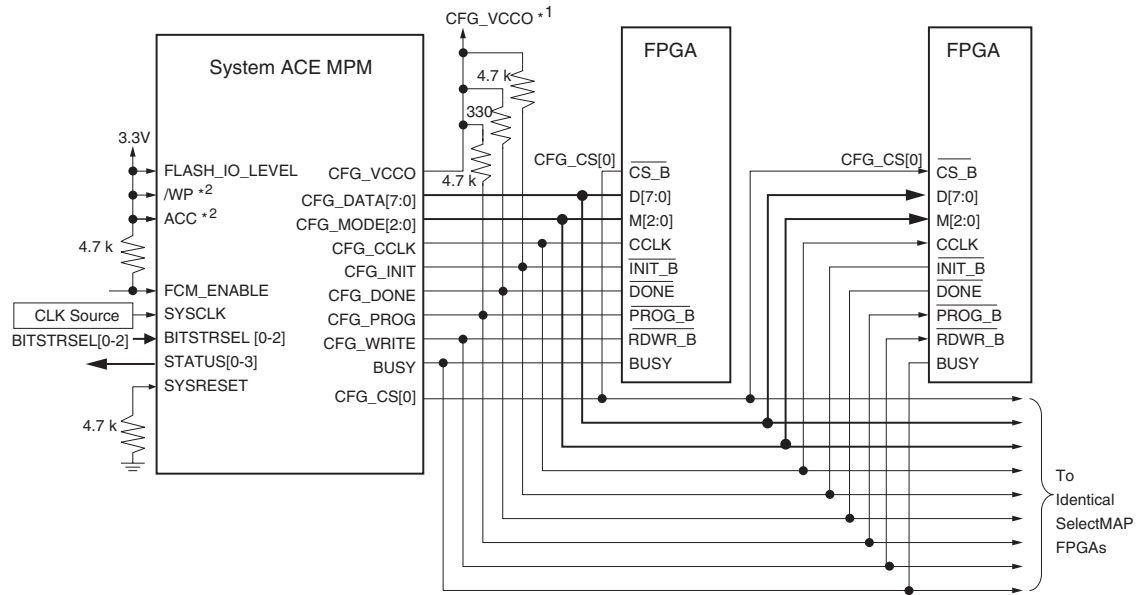 CFG_VCCO *1
System ACE MPM
FPGA
FPGA
4.7 k
330
4.7 k
3.3V
FLASH_IO_LEVEL
/WP *2
ACC *2
4.7 k
FCM_ENABLE
CLK Source
SYSCLK
BITSTRSEL[0-2]
BITSTRSEL [0-2]
STATUS[0-3]
SYSRESET
4.7 k
CFG_VCCO
CFG_DATA[7:0]
CFG_MODE[2:0]
CFG_CCLK
CFG_INIT
CFG_DONE
CFG_PROG
CFG_WRITE
BUSY
CFG_CS[0]
CFG_CS[0]
CS_B
D[7:0]
M[2:0]
CCLK
INIT_B
DONE
PROG_B
RDWR_B
BUSY
CFG_CS[0]
CS_B
D[7:0]
M[2:0]
CCLK
INIT_B
DONE
PROG_B
RDWR_B
BUSY
To
Identical
SelectMAP
FPGAs